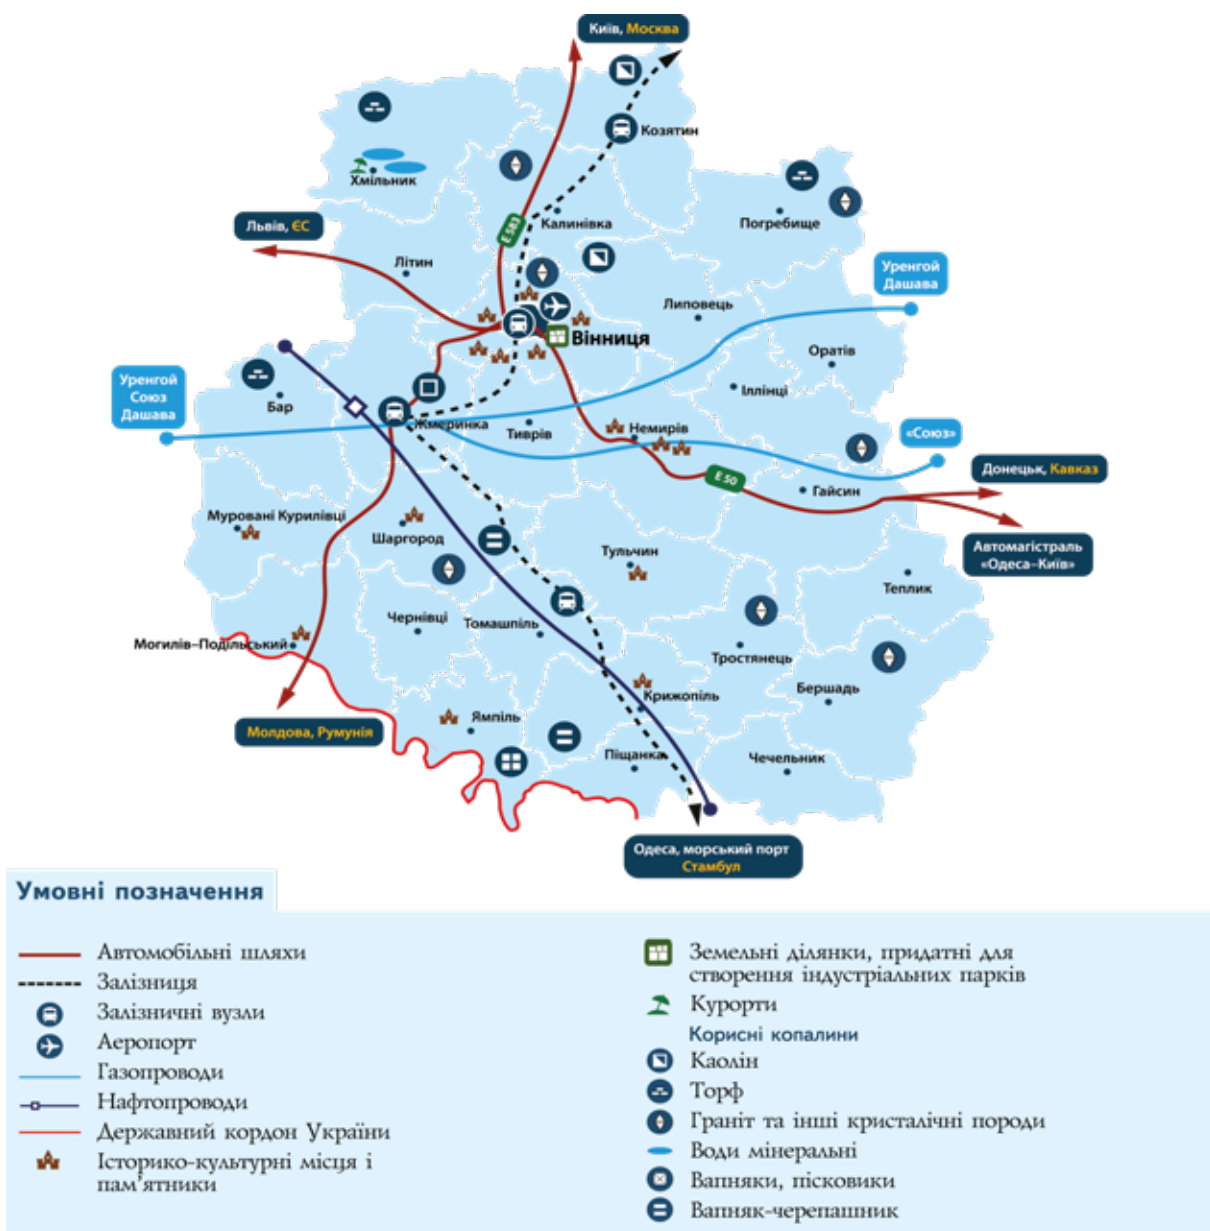 Київ, Москва
Козятин
Хмільник
Погребище
Львів, ЄС
E 583
Калинівка
Літин
Уренгой
Дашава
Липовець
Вінниця
Оратів
Уренгой
Союз
Дашава
Бар
Іллінці
Жмеринка
Тиврів
Немирів
«Союз»
E 50
Гайсин
Донецьк, Кавказ
Муровані Курилівці
Шаргород
Тульчин
Автомагістраль
«Одеса–Київ»
Теплик
Чернівці
Томашпіль
Могилів–Подільський
Тростянець
Бершадь
Крижопіль
Ямпіль
Молдова, Румунія
Піщанка
Чечельник
Одеса, морський порт
Стамбул
Умовні позначення
Автомобільні шляхи
Залізниця
Залізничні вузли
Аеропорт
Газопроводи
Нафтопроводи
Державний кордон України
Історико-культурні місця і
пам’ятники
Земельні ділянки, придатні для
створення індустріальних парків
Курорти
Корисні копалини
Каолін
Торф
Граніт та інші кристалічні породи
Води мінеральні
Вапняки, пісковики
Вапняк-черепашник